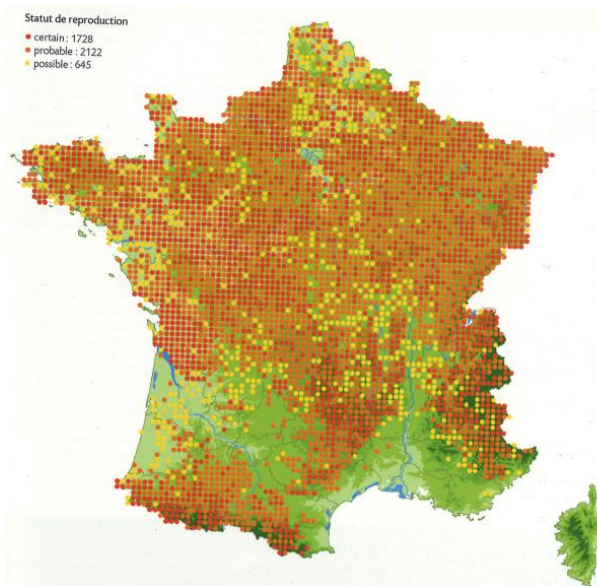 Statut de reproduction
certain : 1728
probable : 2122
possible : 645